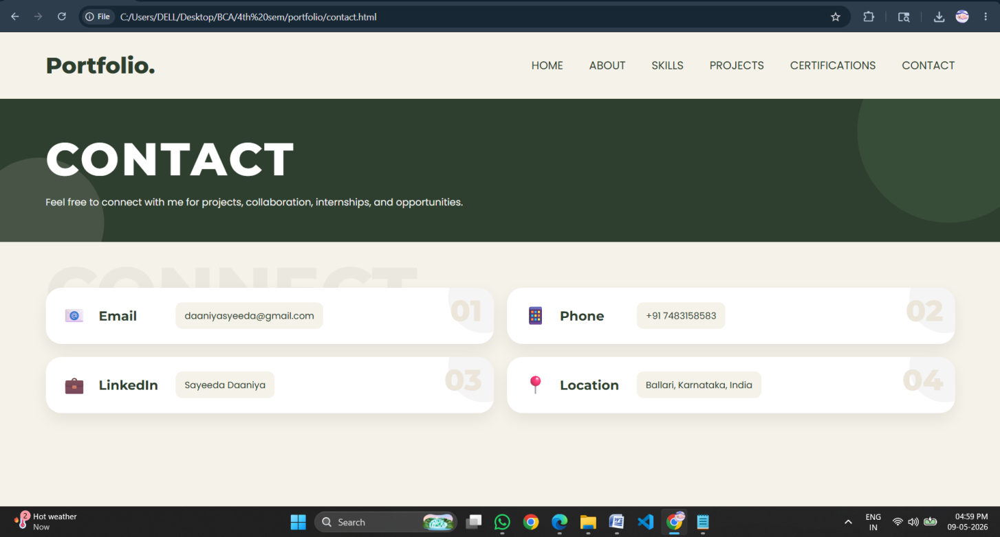 File C:/Users/DELL/Desktop/BCA/4th%20sem/portfolio/contact.html
Portfolio.
HOME ABOUT SKILLS PROJECTS CERTIFICATIONS CONTACT
CONTACT
Feel free to connect with me for projects, collaboration, internships, and opportunities.
CONNECT
Email daaniyasyeeda@gmail.com 01
Phone +91 7483158583 02
LinkedIn Sayeeda Daaniya 03
Location Ballari, Karnataka, India 04
2 Hot weather
Now
Search
ENG
IN
04:59 PM
09-05-2026